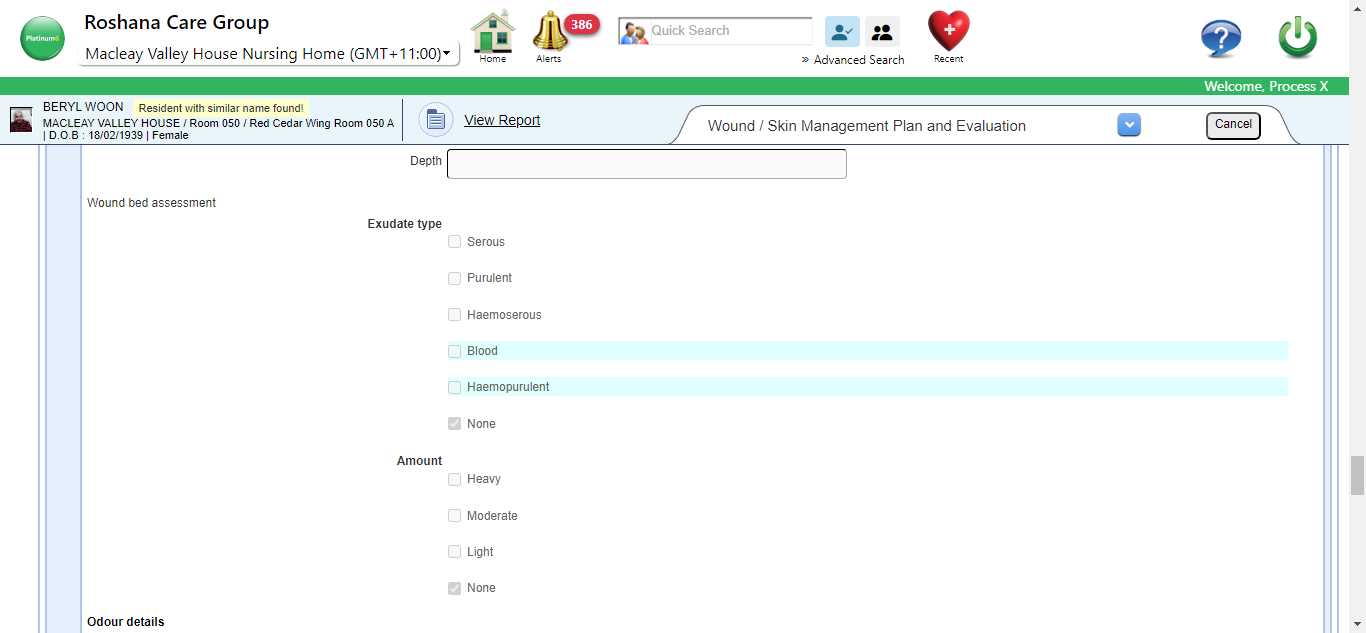 Platinum5
Roshana Care Group
Macleay Valley House Nursing Home (GMT+11:00)
Home
386
Alerts
Quick Search
» Advanced Search
Recent
Welcome, Process X
BERYL WOON Resident with similar name found!
MACLEAY VALLEY HOUSE / Room 050 / Red Cedar Wing Room 050 A
| D.O.B : 18/02/1939 | Female
View Report
Wound / Skin Management Plan and Evaluation
Cancel
Depth
Wound bed assessment
Exudate type
Serous
Purulent
Haemoserous
Blood
Haemopurulent
None
Amount
Heavy
Moderate
Light
None
Odour details